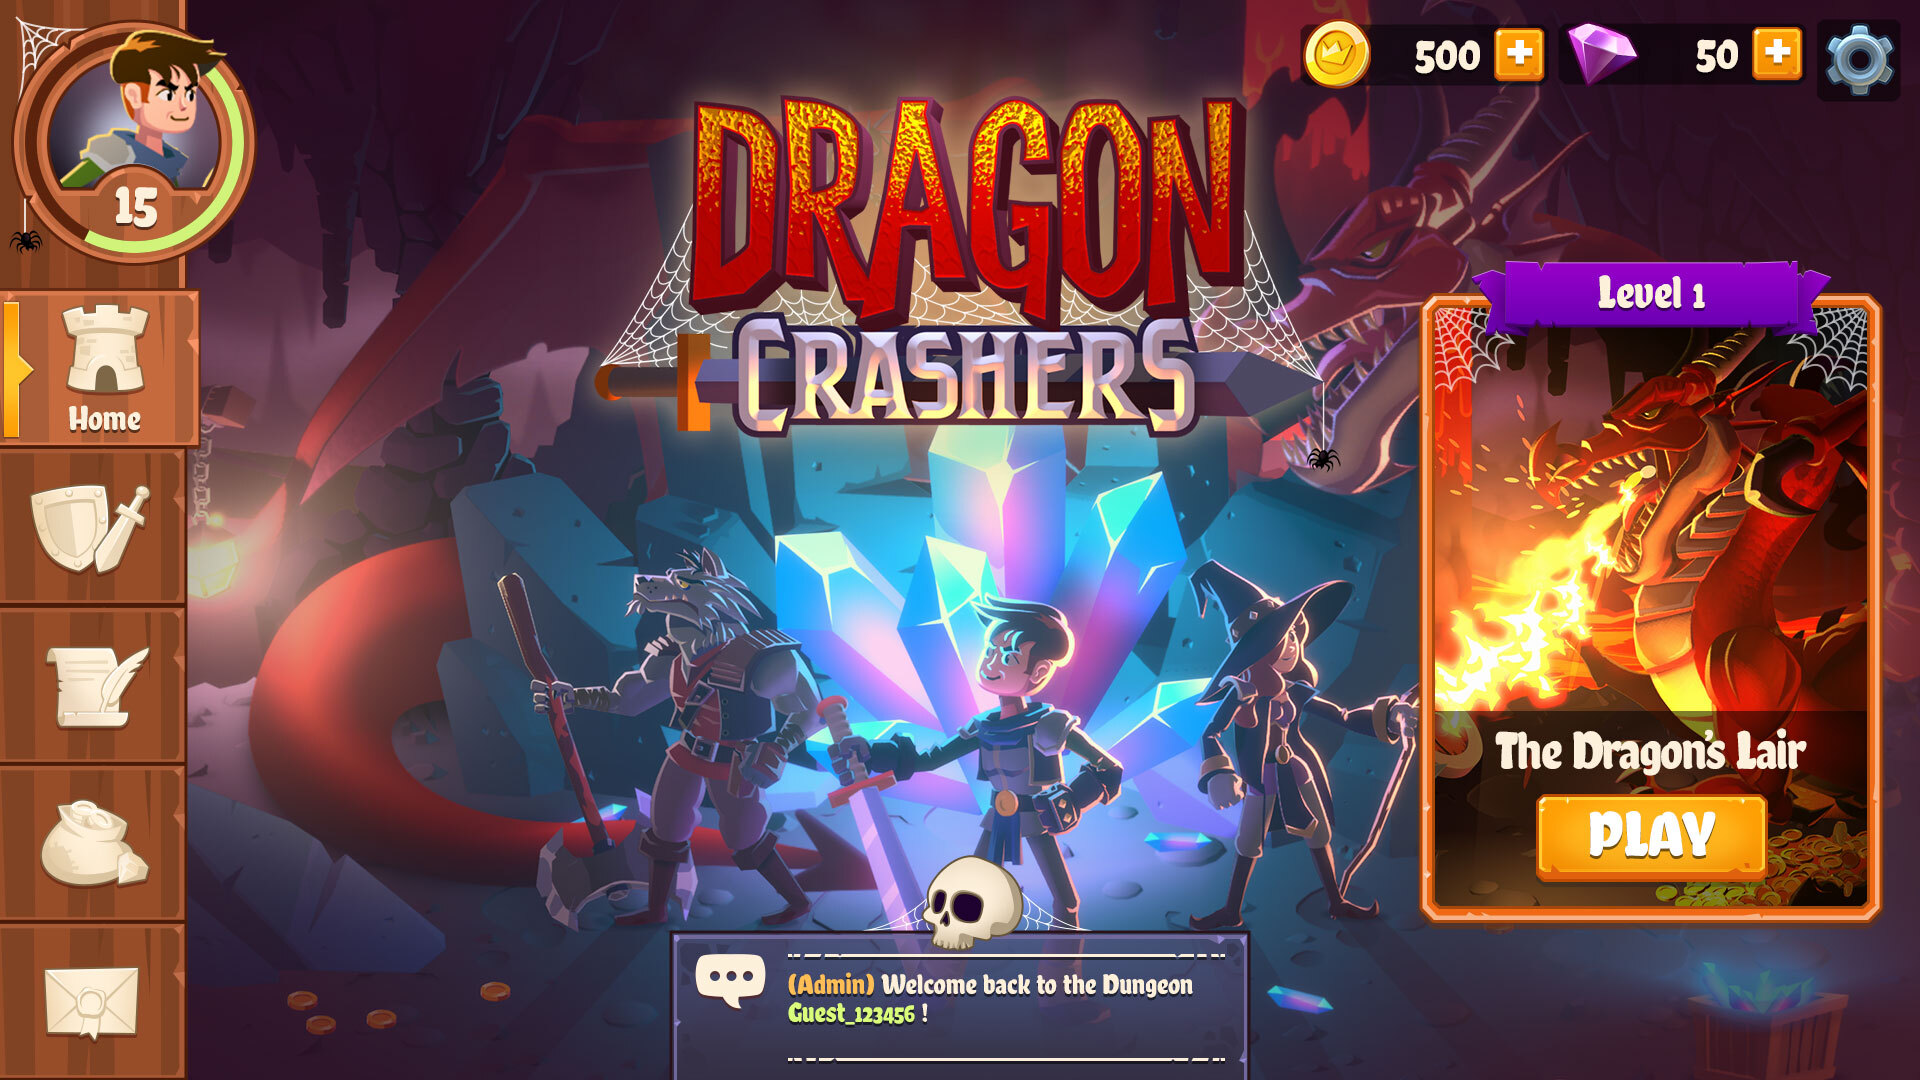 15
500
50
DRAGON
CRASHERS
Home
Level 1
The Dragon's Lair
PLAY
(Admin) Welcome back to the Dungeon
Guest_123456 !